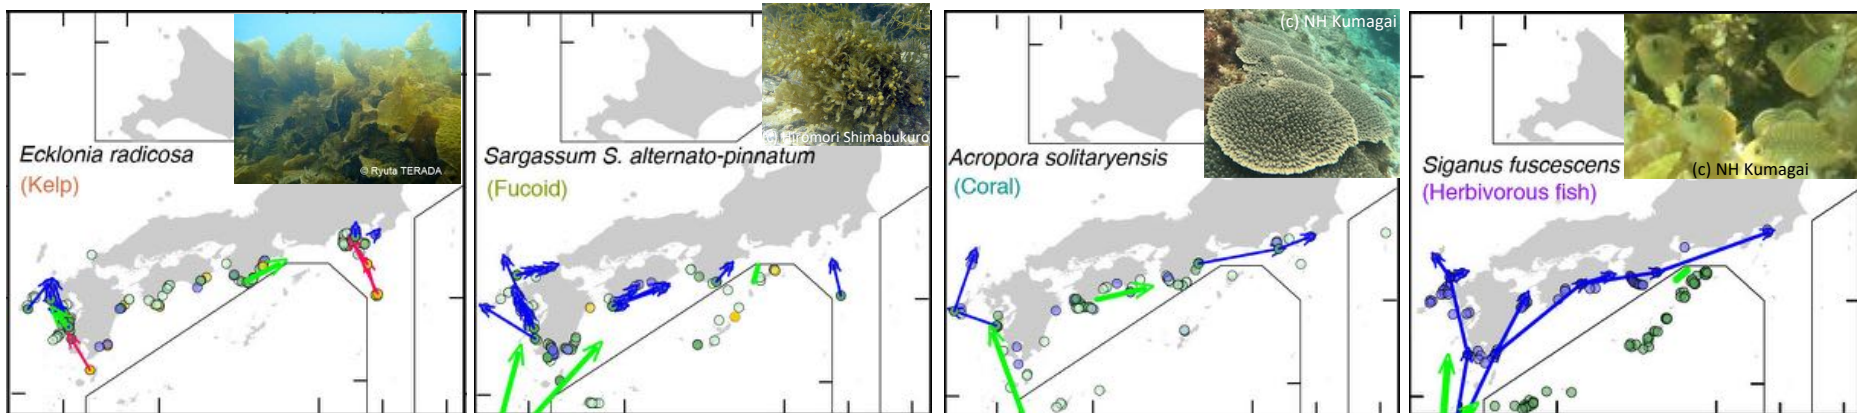 © Ryuta TERADA
Ecklonia radicosa
(Kelp)
(c) Hiromori Shimabukuro
Sargassum S. alternato-pinnatum
(Fucoid)
(c) NH Kumagai
Acropora solitaryensis
(Coral)
(c) NH Kumagai
Siganus fuscescens
(Herbivorous fish)